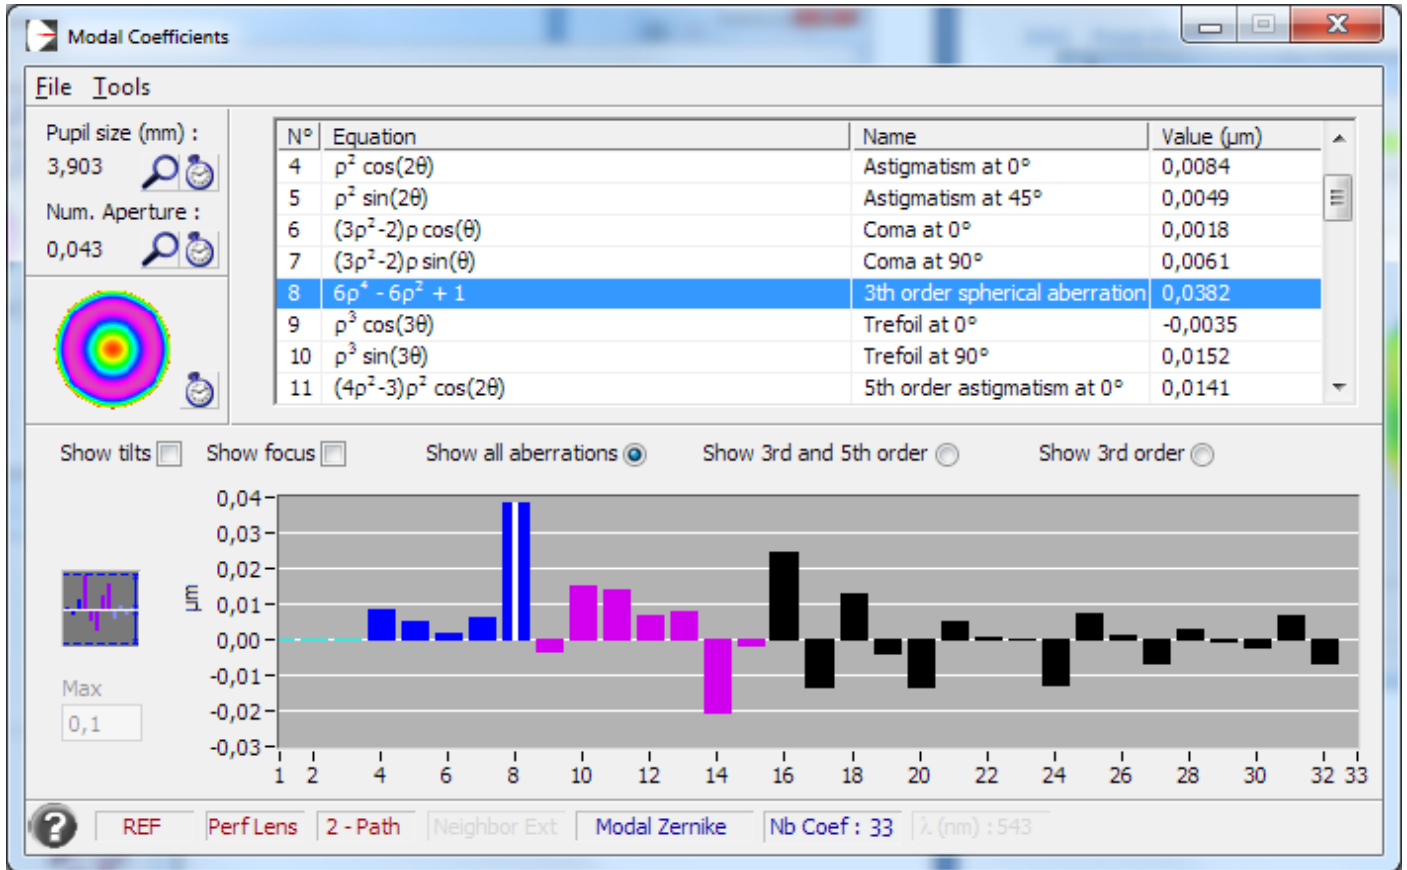 Modal Coefficients
File Tools
Pupil size (mm) :
3,903
Num. Aperture :
0,043
N° Equation Name Value (µm)
4 ρ² cos(2θ) Astigmatism at 0° 0,0084
5 ρ² sin(2θ) Astigmatism at 45° 0,0049
6 (3ρ²-2)ρ cos(θ) Coma at 0° 0,0018
7 (3ρ²-2)ρ sin(θ) Coma at 90° 0,0061
8 6ρ⁴ - 6ρ² + 1 3th order spherical aberration 0,0382
9 ρ³ cos(3θ) Trefoil at 0° -0,0035
10 ρ³ sin(3θ) Trefoil at 90° 0,0152
11 (4ρ²-3)ρ² cos(2θ) 5th order astigmatism at 0° 0,0141
Show tilts Show focus Show all aberrations Show 3rd and 5th order Show 3rd order
0,04
0,03
0,02
0,01
0,00
-0,01
-0,02
-0,03
µm
Max
0,1
1 2 4 6 8 10 12 14 16 18 20 22 24 26 28 30 32 33
? REF Perf Lens 2 - Path Neighbor Ext Modal Zernike Nb Coef : 33 λ (nm) : 543